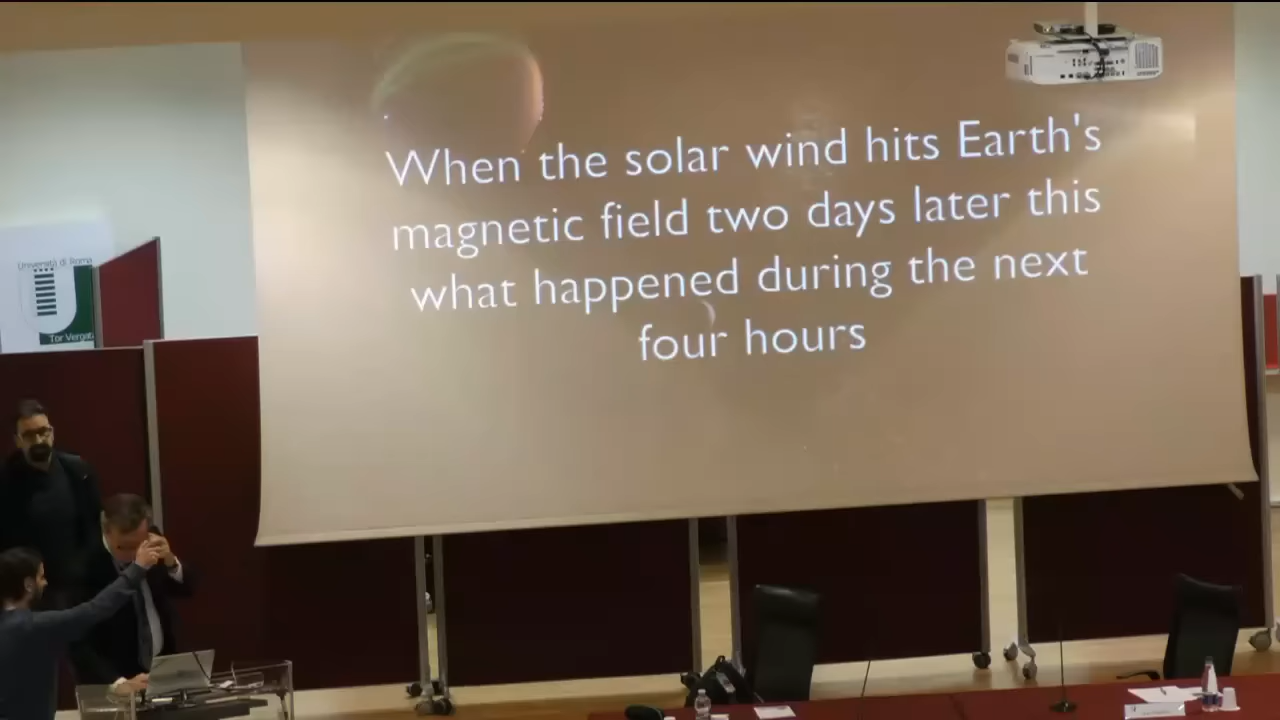 When the solar wind hits Earth's
magnetic field two days later this
what happened during the next
four hours
Università di Roma
Tor Vergata